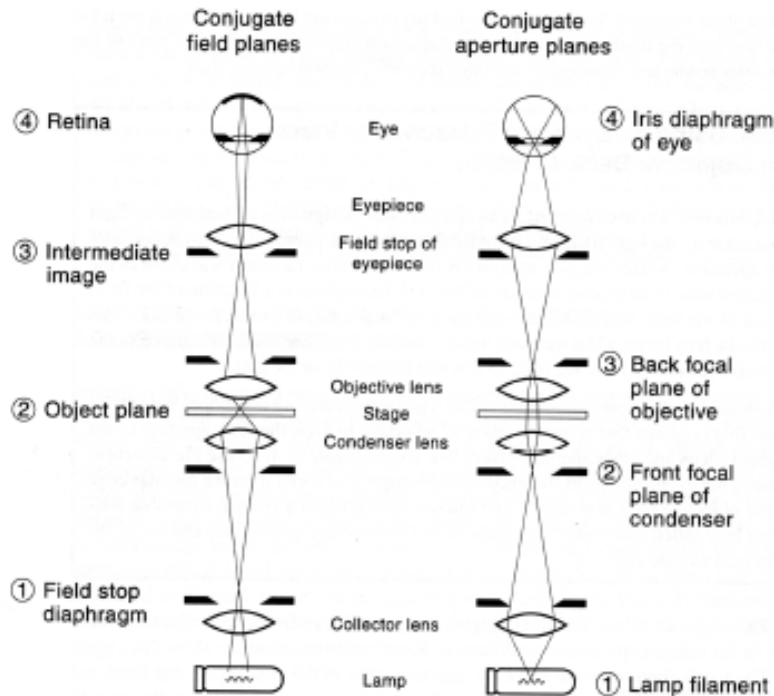 Conjugate
field planes
Conjugate
aperture planes
④ Retina
Eye
④ Iris diaphragm
of eye
Eyepiece
③ Intermediate
image
Field stop of
eyepiece
Objective lens
③ Back focal
plane of
objective
② Object plane
Stage
Condenser lens
② Front focal
plane of
condenser
① Field stop
diaphragm
Collector lens
Lamp
① Lamp filament